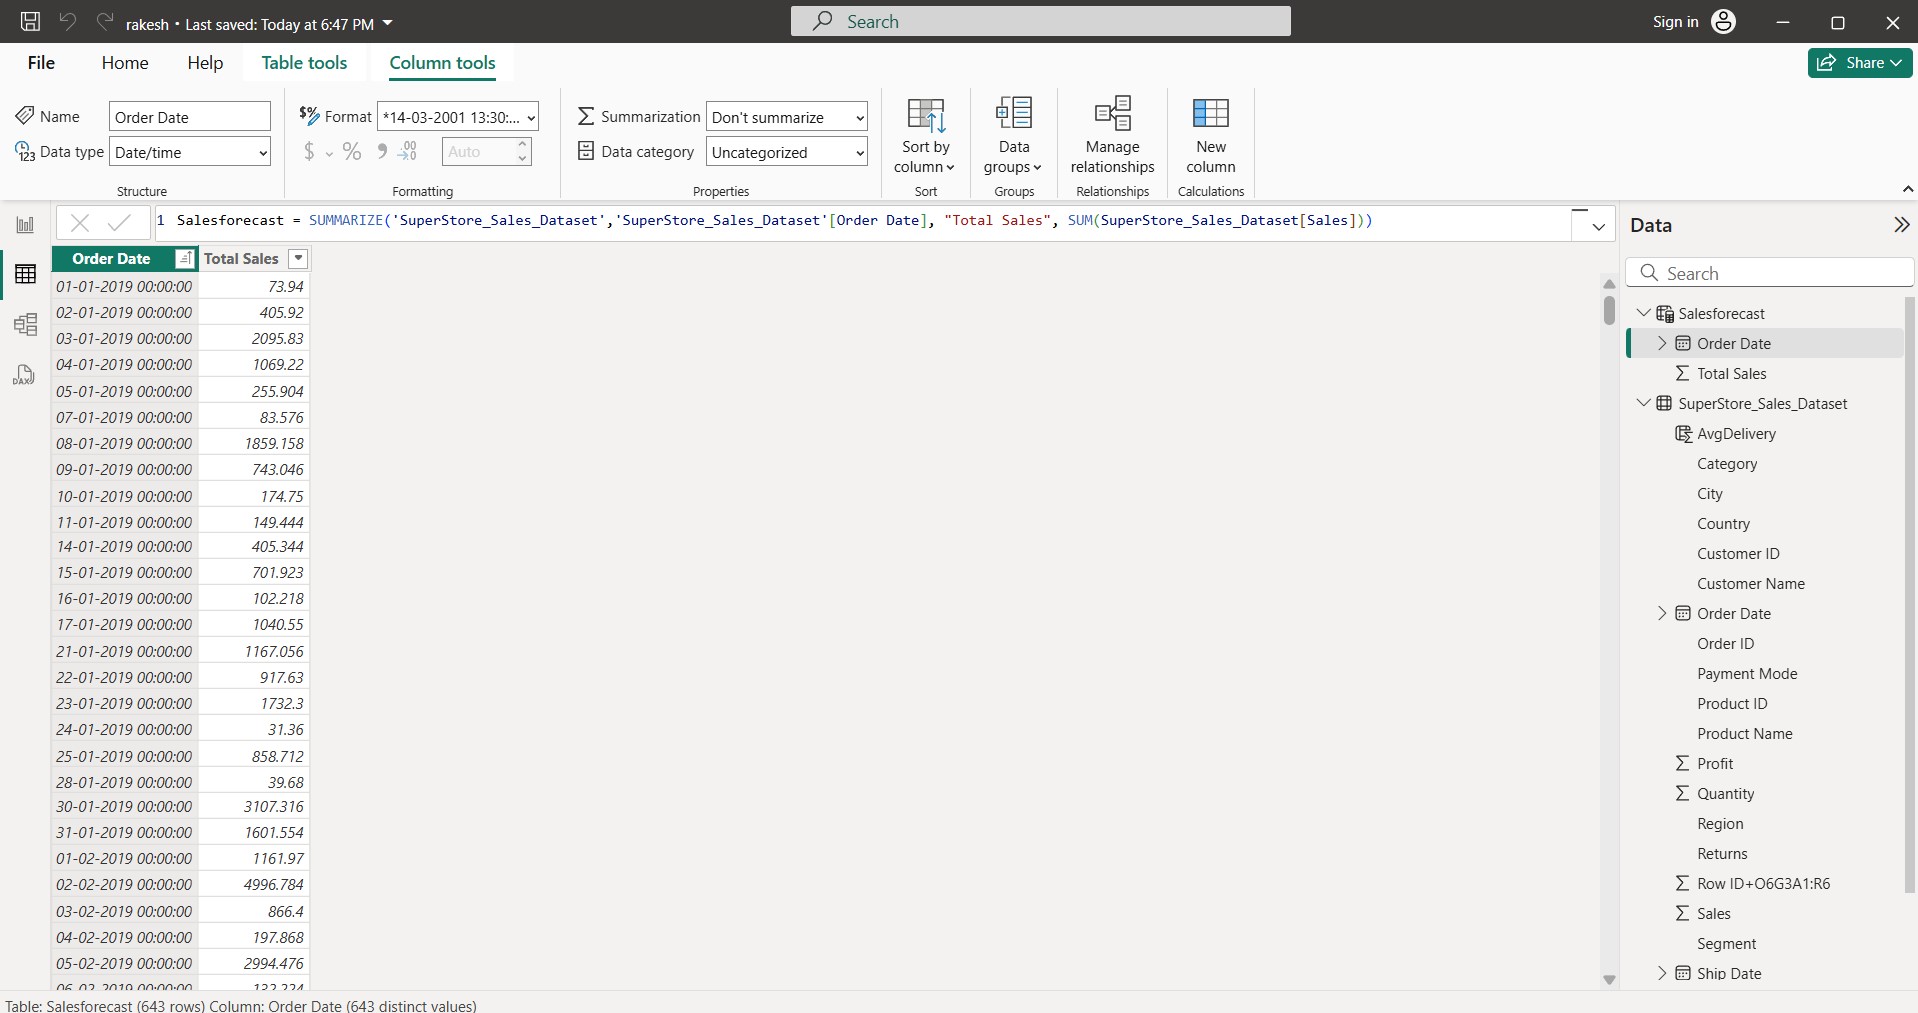 rakesh • Last saved: Today at 6:47 PM
Search
Sign in
File Home Help Table tools Column tools
Share
Name Order Date
Data type Date/time
Structure
Format *14-03-2001 13:30:...
$ % Auto
Formatting
Summarization Don't summarize
Data category Uncategorized
Properties
Sort by
column
Sort
Data
groups
Groups
Manage
relationships
Relationships
New
column
Calculations
1 Salesforecast = SUMMARIZE('SuperStore_Sales_Dataset','SuperStore_Sales_Dataset'[Order Date], "Total Sales", SUM(SuperStore_Sales_Dataset[Sales]))
DAX
Order Date Total Sales
01-01-2019 00:00:00 73.94
02-01-2019 00:00:00 405.92
03-01-2019 00:00:00 2095.83
04-01-2019 00:00:00 1069.22
05-01-2019 00:00:00 255.904
07-01-2019 00:00:00 83.576
08-01-2019 00:00:00 1859.158
09-01-2019 00:00:00 743.046
10-01-2019 00:00:00 174.75
11-01-2019 00:00:00 149.444
14-01-2019 00:00:00 405.344
15-01-2019 00:00:00 701.923
16-01-2019 00:00:00 102.218
17-01-2019 00:00:00 1040.55
21-01-2019 00:00:00 1167.056
22-01-2019 00:00:00 917.63
23-01-2019 00:00:00 1732.3
24-01-2019 00:00:00 31.36
25-01-2019 00:00:00 858.712
28-01-2019 00:00:00 39.68
30-01-2019 00:00:00 3107.316
31-01-2019 00:00:00 1601.554
01-02-2019 00:00:00 1161.97
02-02-2019 00:00:00 4996.784
03-02-2019 00:00:00 866.4
04-02-2019 00:00:00 197.868
05-02-2019 00:00:00 2994.476
Data
Search
Salesforecast
Order Date
Total Sales
SuperStore_Sales_Dataset
AvgDelivery
Category
City
Country
Customer ID
Customer Name
Order Date
Order ID
Payment Mode
Product ID
Product Name
Profit
Quantity
Region
Returns
Row ID+O6G3A1:R6
Sales
Segment
Ship Date
Table: Salesforecast (643 rows) Column: Order Date (643 distinct values)